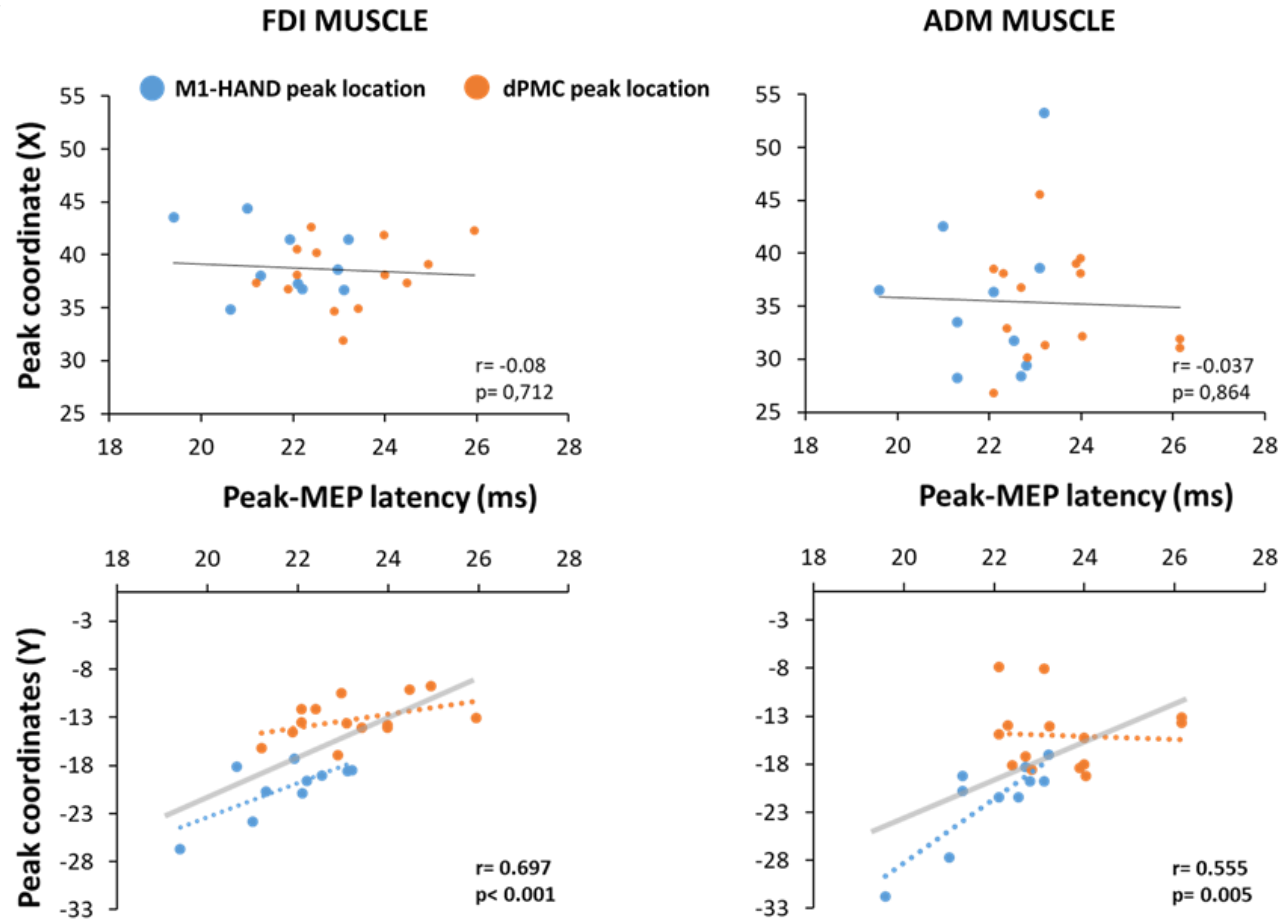 FDI MUSCLE
ADM MUSCLE
M1-HAND peak location
dPMC peak location
Peak coordinate (X)
55
50
45
40
35
30
25
18 20 22 24 26 28
r= -0.08
p= 0,712
Peak-MEP latency (ms)
55
50
45
40
35
30
25
18 20 22 24 26 28
r= -0.037
p= 0,864
Peak-MEP latency (ms)
18 20 22 24 26 28
Peak coordinates (Y)
-3
-8
-13
-18
-23
-28
-33
r= 0.697
p< 0.001
18 20 22 24 26 28
-3
-8
-13
-18
-23
-28
-33
r= 0.555
p= 0.005